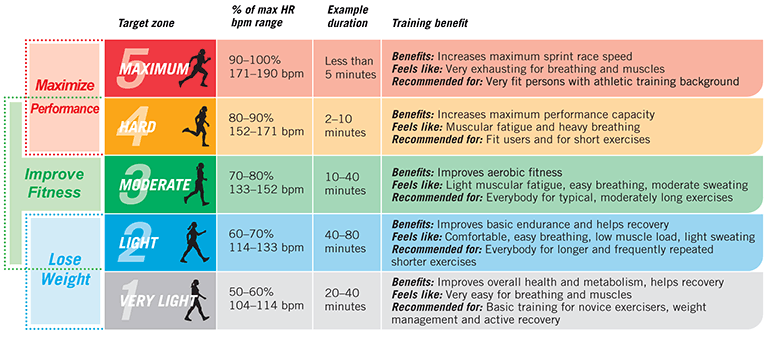 Target zone
% of max HR
bpm range
Example
duration
Training benefit
Maximize
Performance
Improve
Fitness
Lose
Weight
5
MAXIMUM
90–100%
171–190 bpm
Less than
5 minutes
Benefits: Increases maximum sprint race speed
Feels like: Very exhausting for breathing and muscles
Recommended for: Very fit persons with athletic training background
4
HARD
80–90%
152–171 bpm
2–10
minutes
Benefits: Increases maximum performance capacity
Feels like: Muscular fatigue and heavy breathing
Recommended for: Fit users and for short exercises
3
MODERATE
70–80%
133–152 bpm
10–40
minutes
Benefits: Improves aerobic fitness
Feels like: Light muscular fatigue, easy breathing, moderate sweating
Recommended for: Everybody for typical, moderately long exercises
2
LIGHT
60–70%
114–133 bpm
40–80
minutes
Benefits: Improves basic endurance and helps recovery
Feels like: Comfortable, easy breathing, low muscle load, light sweating
Recommended for: Everybody for longer and frequently repeated
shorter exercises
1
VERY LIGHT
50–60%
104–114 bpm
20–40
minutes
Benefits: Improves overall health and metabolism, helps recovery
Feels like: Very easy for breathing and muscles
Recommended for: Basic training for novice exercisers, weight
management and active recovery